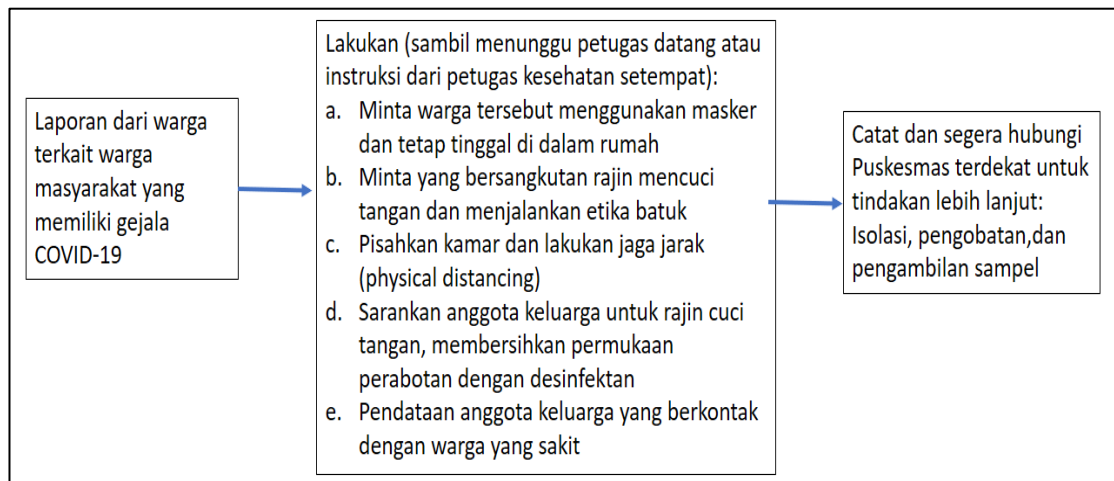 Laporan dari warga
terkait warga
masyarakat yang
memiliki gejala
COVID-19
Lakukan (sambil menunggu petugas datang atau
instruksi dari petugas kesehatan setempat):
a. Minta warga tersebut menggunakan masker
dan tetap tinggal di dalam rumah
b. Minta yang bersangkutan rajin mencuci
tangan dan menjalankan etika batuk
c. Pisahkan kamar dan lakukan jaga jarak
(physical distancing)
d. Sarankan anggota keluarga untuk rajin cuci
tangan, membersihkan permukaan
perabotan dengan desinfektan
e. Pendataan anggota keluarga yang berkontak
dengan warga yang sakit
Catat dan segera hubungi
Puskesmas terdekat untuk
tindakan lebih lanjut:
Isolasi, pengobatan,dan
pengambilan sampel